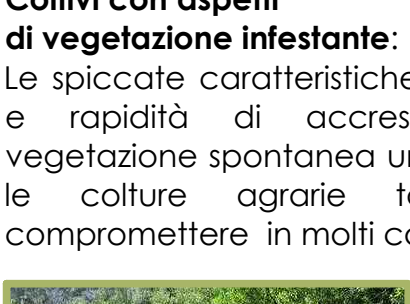 Coltivi con aspetti
di vegetazione infestante:
Le spiccate caratteristiche
e rapidità di accres
vegetazione spontanea
le colture agrarie
compromettere in molti